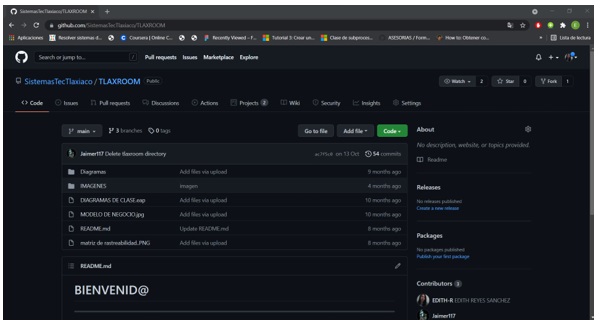 SistemasTecTlaxiaco/TLAXROOM
github.com/SistemasTecTlaxiaco/TLAXROOM
Aplicaciones Resolver sistemas d... Coursera | Online C... Recently Viewed – F... Tutorial 3: Crear un... Clase de subproces... ASESORIAS / Form... How to: Obtener co... Lista de lectura
Search or jump to... / Pull requests Issues Marketplace Explore
SistemasTecTlaxiaco / TLAXROOM Public Watch 2 Star 0 Fork 1
Code Issues Pull requests Discussions Actions Projects 2 Wiki Security Insights Settings
main 3 branches 0 tags Go to file Add file Code
Jaimer117 Delete tlaxroom directory on 13 Oct 54 commits
Diagramas Add files via upload 9 months ago
IMAGENES Imagen 4 months ago
DIAGRAMAS DE CLASE.eap Add files via upload 10 months ago
MODELO DE NEGOCIO.jpg Add files via upload 10 months ago
README.md Update README.md 8 months ago
matriz de rastreabilidad.PNG Add files via upload 8 months ago
README.md
BIENVENID@
About
No description, website, or topics provided.
Readme
Releases
No releases published
Create a new release
Packages
No packages published
Publish your first package
Contributors 3
EDITH-R EDITH REYES SANCHEZ
Jaimer117